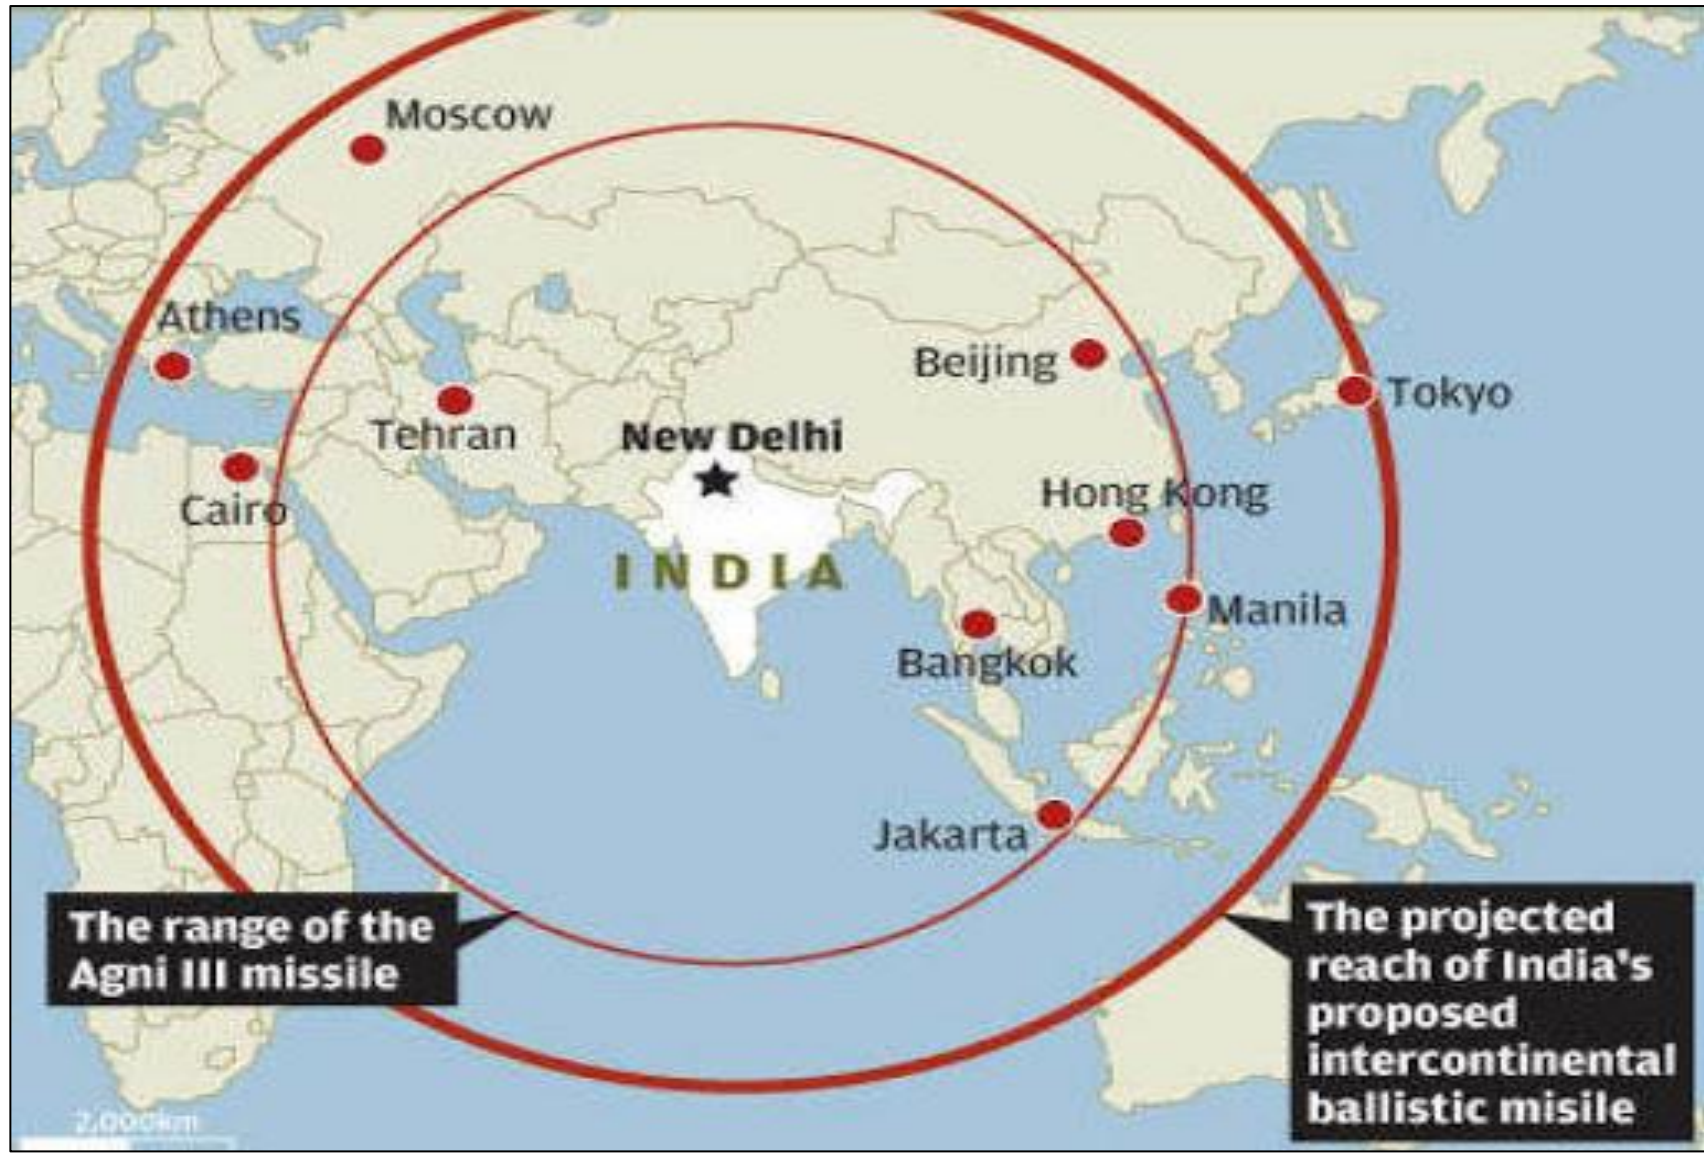 Moscow
Athens
Beijing
Tokyo
Tehran
New Delhi
Hong Kong
Cairo
INDIA
Manila
Bangkok
Jakarta
The range of the
Agni III missile
The projected
reach of India's
proposed
intercontinental
ballistic misile
2,000km